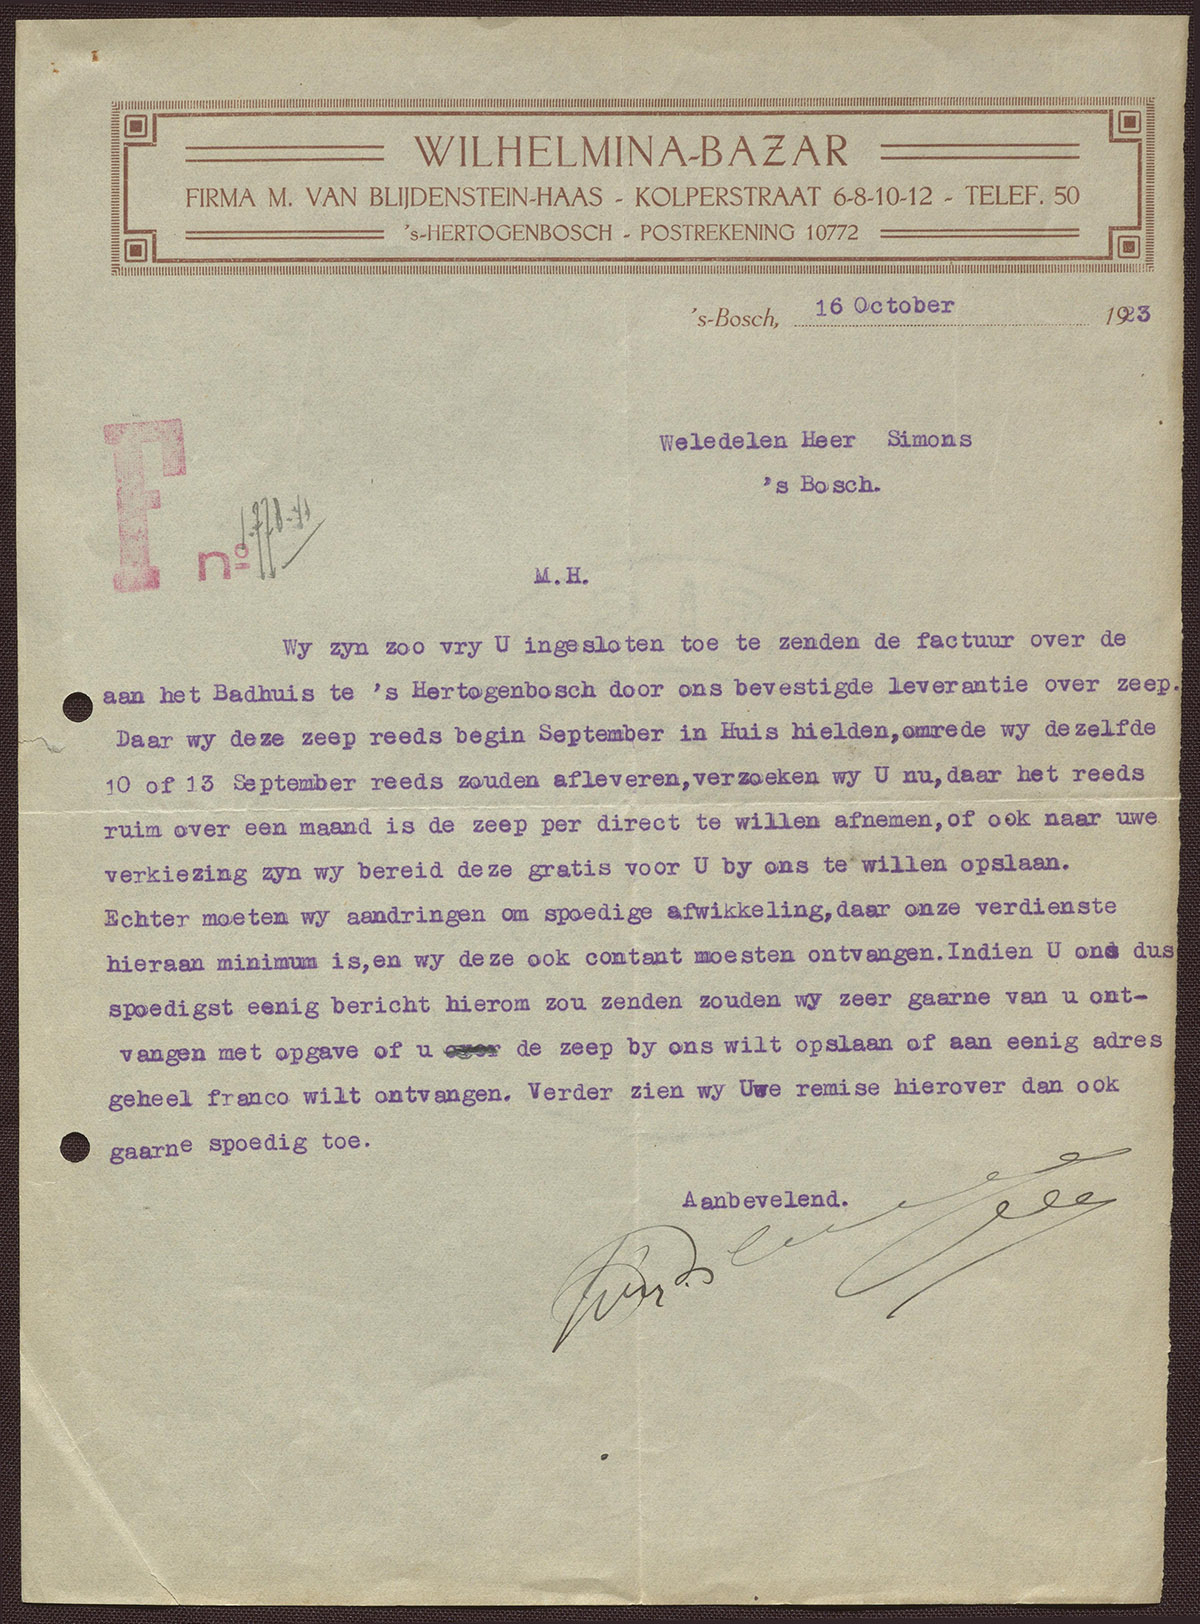 WILHELMINA-BAZAR
FIRMA M. VAN BLIJDENSTEIN-HAAS - KOLPERSTRAAT 6-8-10-12 - TELEF. 50
's-HERTOGENBOSCH - POSTREKENING 10772
's-Bosch, 16 October 1923
Weledelen Heer Simons
's Bosch.
F
nº
M.H.
Wy zyn zoo vry U ingesloten toe te zenden de factuur over de
aan het Badhuis te 's Hertogenbosch door ons bevestigde leverantie over zeep.
Daar wy deze zeep reeds begin September in Huis hielden,omrede wy dezelfde
10 of 13 September reeds zouden afleveren,verzoeken wy U nu,daar het reeds
ruim over een maand is de zeep per direct te willen afnemen,of ook naar uwe
verkiezing zyn wy bereid deze gratis voor U by ons te willen opslaan.
Echter moeten wy aandringen om spoedige afwikkeling,daar onze verdienste
hieraan minimum is,en wy deze ook contant moesten ontvangen.Indien U ons dus
spoedigst eenig bericht hierom zou zenden zouden wy zeer gaarne van u ont-
vangen met opgave of u de zeep by ons wilt opslaan of aan eenig adres
geheel franco wilt ontvangen. Verder zien wy Uwe remise hierover dan ook
gaarne spoedig toe.
Aanbevelend.